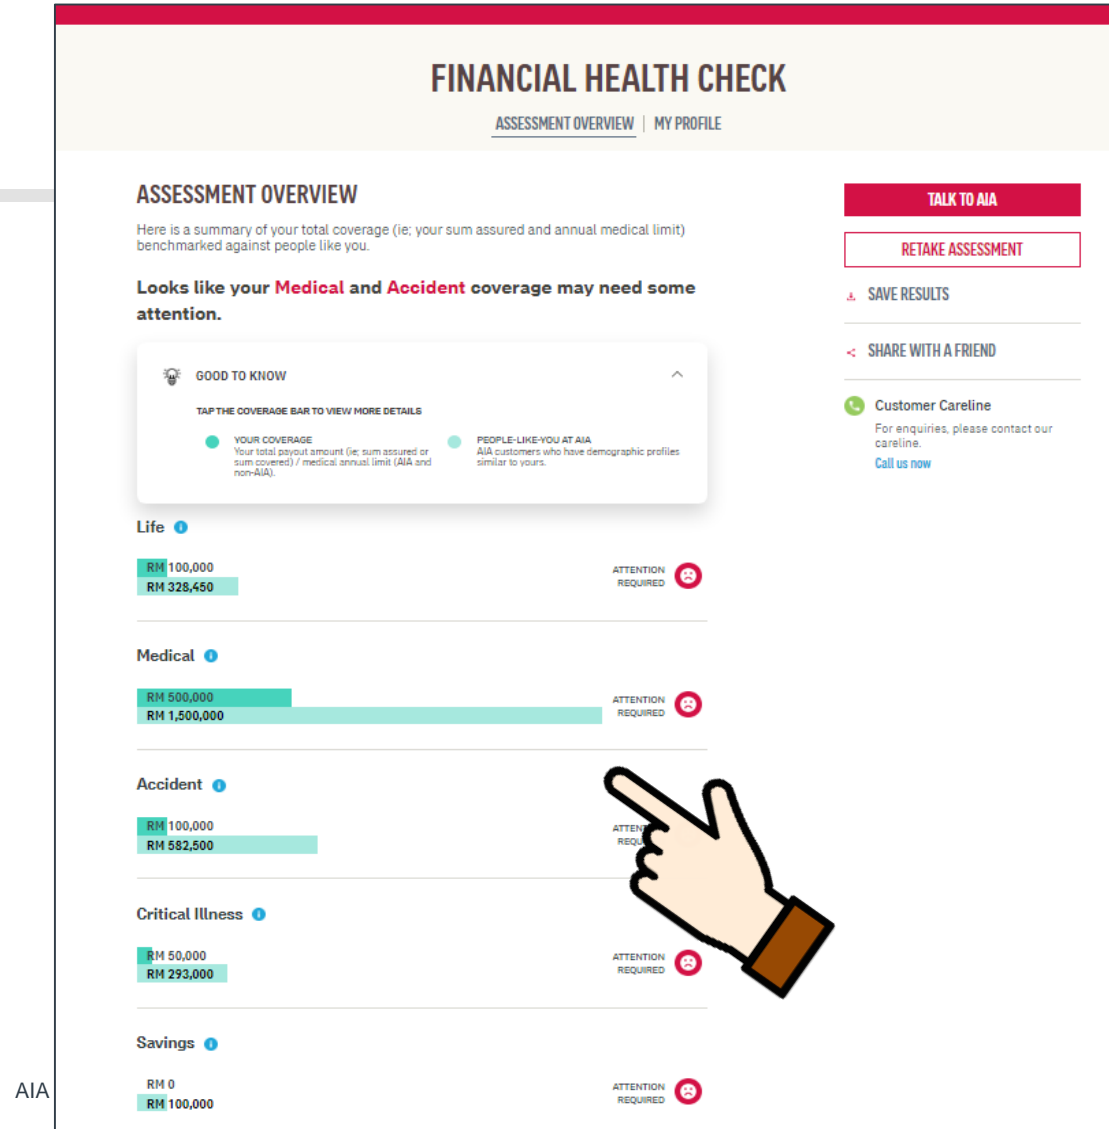 FINANCIAL HEALTH CHECK
ASSESSMENT OVERVIEW | MY PROFILE
ASSESSMENT OVERVIEW
Here is a summary of your total coverage (ie; your sum assured and annual medical limit)
benchmarked against people like you.
Looks like your Medical and Accident coverage may need some
attention.
GOOD TO KNOW
TAP THE COVERAGE BAR TO VIEW MORE DETAILS
YOUR COVERAGE
Your total payout amount (ie; sum assured or
sum covered) / medical annual limit (AIA and
non-AIA).
PEOPLE-LIKE-YOU AT AIA
AIA customers who have demographic profiles
similar to yours.
Life
RM 100,000
RM 328,450
ATTENTION
REQUIRED
Medical
RM 500,000
RM 1,500,000
ATTENTION
REQUIRED
Accident
RM 100,000
RM 582,500
Critical Illness
RM 50,000
RM 293,000
ATTENTION
REQUIRED
Savings
RM 0
RM 100,000
ATTENTION
REQUIRED
TALK TO AIA
RETAKE ASSESSMENT
SAVE RESULTS
SHARE WITH A FRIEND
Customer Careline
For enquiries, please contact our
careline.
Call us now
AIA